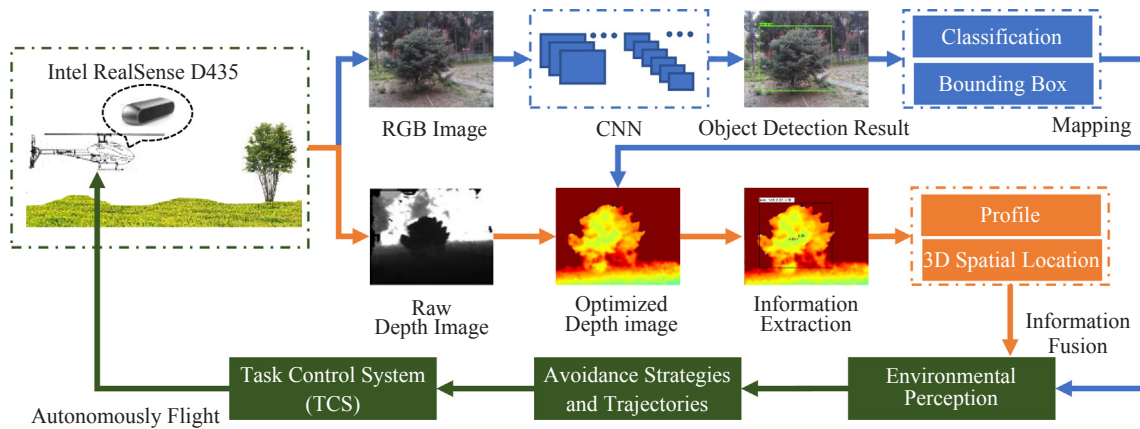 Intel RealSense D435
RGB Image
CNN
Object Detection Result
Classification
Bounding Box
Mapping
Raw
Depth Image
Optimized
Depth image
Information
Extraction
Profile
3D Spatial Location
Information
Fusion
Environmental
Perception
Avoidance Strategies
and Trajectories
Task Control System
(TCS)
Autonomously Flight